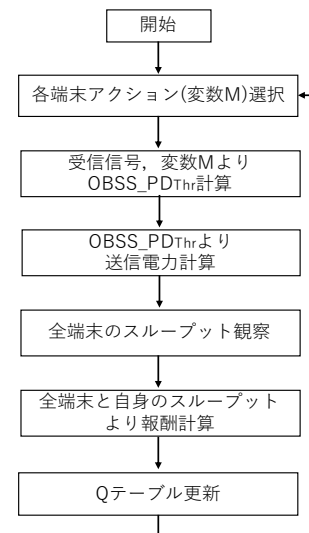 開始
各端末アクション(変数M)選択
受信信号，変数Mより
OBSS_PDThr計算
OBSS_PDThrより
送信電力計算
全端末のスループット観察
全端末と自身のスループット
より報酬計算
Qテーブル更新